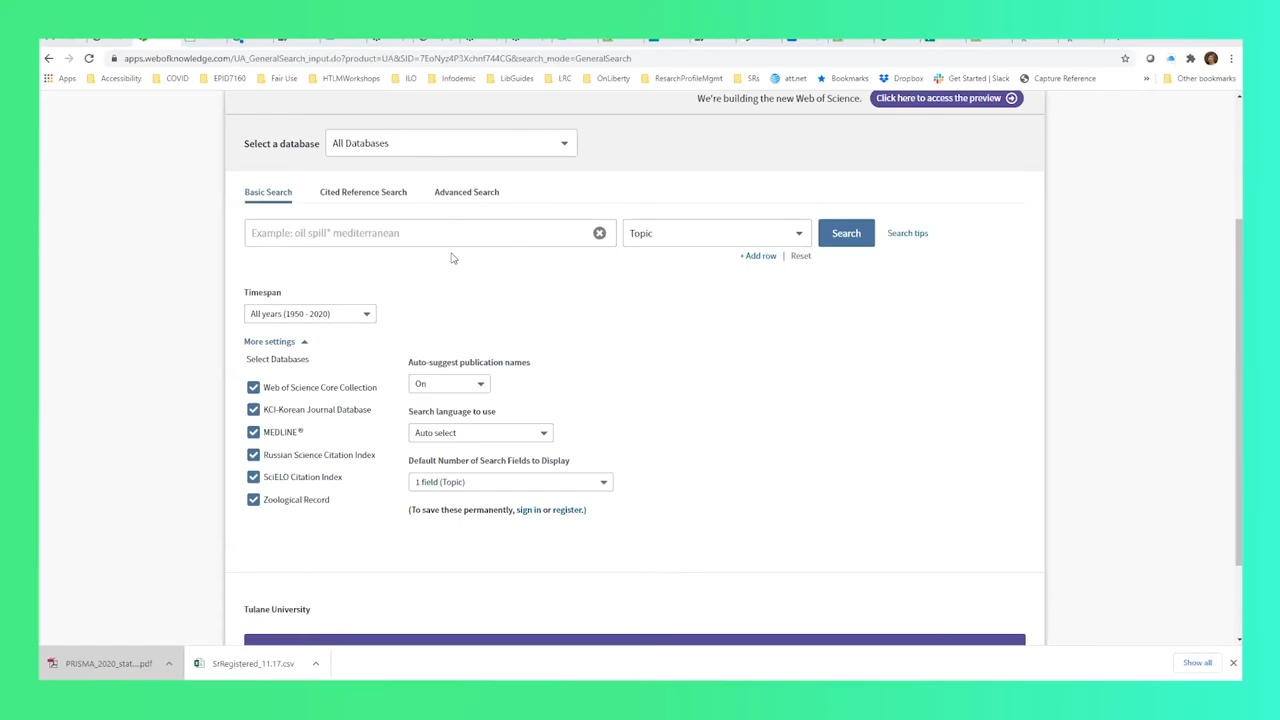 apps.webofknowledge.com/UA_GeneralSearch_input.do?product=UA&SID=7EoNyz4P3Xchnf744CG&search_mode=GeneralSearch
Apps Accessibility COVID EPID7160 Fair Use HTLMWorkshops ILO Infodemic LibGuides LRC OnLiberty ResarchProfileMgmt SRs att.net Bookmarks Dropbox Get Started | Slack Capture Reference » Other bookmarks
We're building the new Web of Science. Click here to access the preview
Select a database All Databases
Basic Search Cited Reference Search Advanced Search
Example: oil spill* mediterranean Topic Search Search tips
+ Add row | Reset
Timespan
All years (1950 - 2020)
More settings
Select Databases
Auto-suggest publication names
Web of Science Core Collection On
KCI-Korean Journal Database Search language to use
MEDLINE® Auto select
Russian Science Citation Index Default Number of Search Fields to Display
SciELO Citation Index 1 field (Topic)
Zoological Record
(To save these permanently, sign in or register.)
Tulane University
PRISMA_2020_stat....pdf SrRegistered_11.17.csv Show all